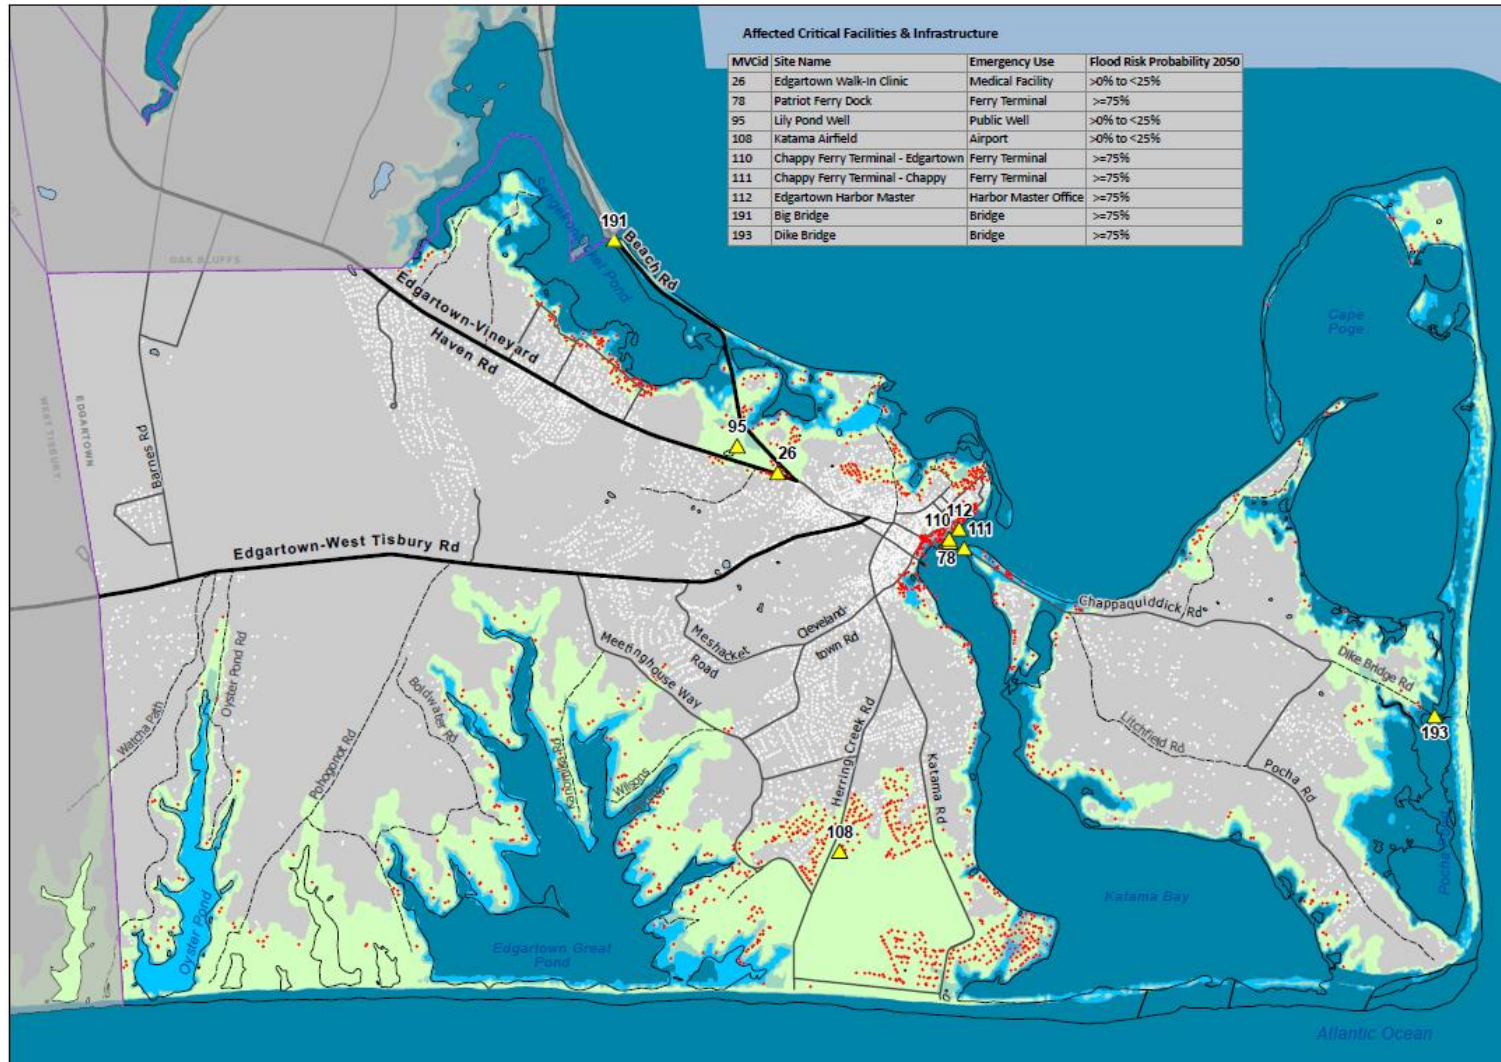 Affected Critical Facilities & Infrastructure
MVCid Site Name Emergency Use Flood Risk Probability 2050
26 Edgartown Walk-In Clinic Medical Facility >0% to <25%
78 Patriot Ferry Dock Ferry Terminal >=75%
95 Lily Pond Well Public Well >0% to <25%
108 Katama Airfield Airport >0% to <25%
110 Chappy Ferry Terminal - Edgartown Ferry Terminal >=75%
111 Chappy Ferry Terminal - Chappy Ferry Terminal >=75%
112 Edgartown Harbor Master Harbor Master Office >=75%
191 Big Bridge Bridge >=75%
193 Dike Bridge Bridge >=75%
191
Beach Rd
OAK BLUFFS
Edgartown-Vineyard
Haven Rd
Cape
Poge
WEST TISBURY
EDGARTOWN
Barnes Rd
95
26
110
112
111
78
Edgartown-West Tisbury Rd
Chappaquiddick Rd
Cleveland-
town Rd
Meshacket
Road
Meetinghouse Way
Dike Bridge Rd
193
Oyster Pond Rd
Watcha Path
Boldwater Rd
Pohogonot Rd
Wilsons
Litchfield Rd
Pocha Rd
Herring Creek Rd
Katama Rd
108
Oyster Pond
Edgartown Great
Pond
Katama Bay
Atlantic Ocean